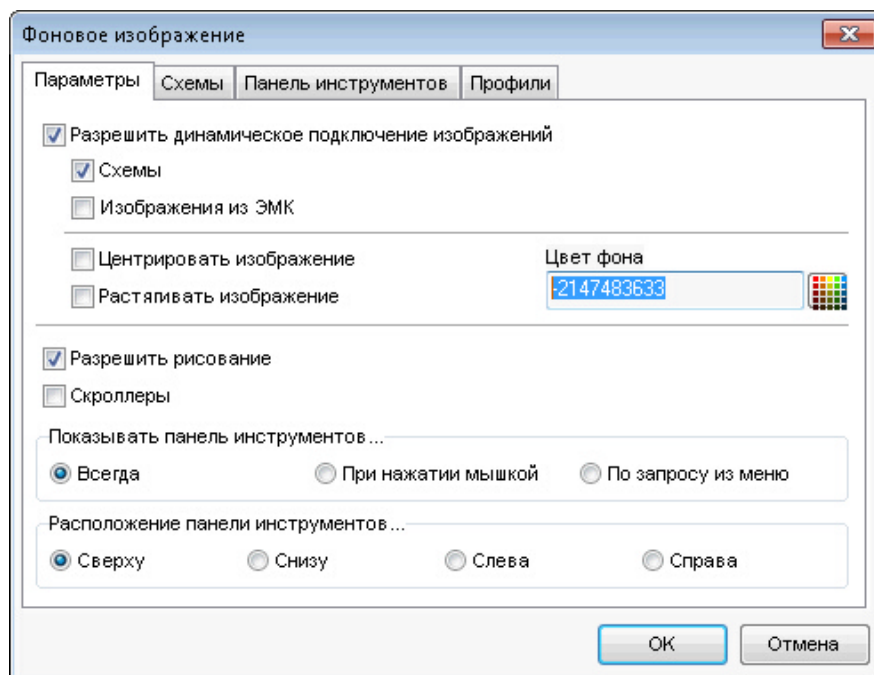 Фоновое изображение
Параметры Схемы Панель инструментов Профили
Разрешить динамическое подключение изображений
Схемы
Изображения из ЭМК
Центрировать изображение Цвет фона
Растягивать изображение -2147483633
Разрешить рисование
Скроллеры
Показывать панель инструментов...
Всегда При нажатии мышкой По запросу из меню
Расположение панели инструментов...
Сверху Снизу Слева Справа
OK Отмена